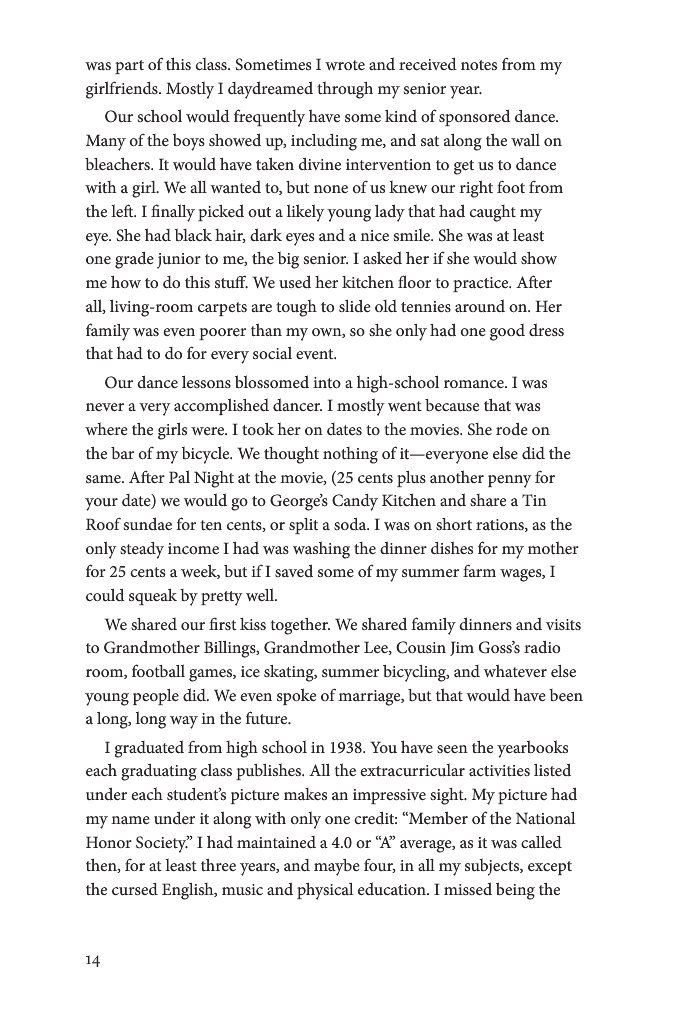 was part of this class. Sometimes I wrote and received notes from my
girlfriends. Mostly I daydreamed through my senior year.
Our school would frequently have some kind of sponsored dance.
Many of the boys showed up, including me, and sat along the wall on
bleachers. It would have taken divine intervention to get us to dance
with a girl. We all wanted to, but none of us knew our right foot from
the left. I finally picked out a likely young lady that had caught my
eye. She had black hair, dark eyes and a nice smile. She was at least
one grade junior to me, the big senior. I asked her if she would show
me how to do this stuff. We used her kitchen floor to practice. After
all, living-room carpets are tough to slide old tennies around on. Her
family was even poorer than my own, so she only had one good dress
that had to do for every social event.
Our dance lessons blossomed into a high-school romance. I was
never a very accomplished dancer. I mostly went because that was
where the girls were. I took her on dates to the movies. She rode on
the bar of my bicycle. We thought nothing of it—everyone else did the
same. After Pal Night at the movie, (25 cents plus another penny for
your date) we would go to George’s Candy Kitchen and share a Tin
Roof sundae for ten cents, or split a soda. I was on short rations, as the
only steady income I had was washing the dinner dishes for my mother
for 25 cents a week, but if I saved some of my summer farm wages, I
could squeak by pretty well.
We shared our first kiss together. We shared family dinners and visits
to Grandmother Billings, Grandmother Lee, Cousin Jim Goss’s radio
room, football games, ice skating, summer bicycling, and whatever else
young people did. We even spoke of marriage, but that would have been
a long, long way in the future.
I graduated from high school in 1938. You have seen the yearbooks
each graduating class publishes. All the extracurricular activities listed
under each student’s picture makes an impressive sight. My picture had
my name under it along with only one credit: “Member of the National
Honor Society.” I had maintained a 4.0 or “A” average, as it was called
then, for at least three years, and maybe four, in all my subjects, except
the cursed English, music and physical education. I missed being the
14